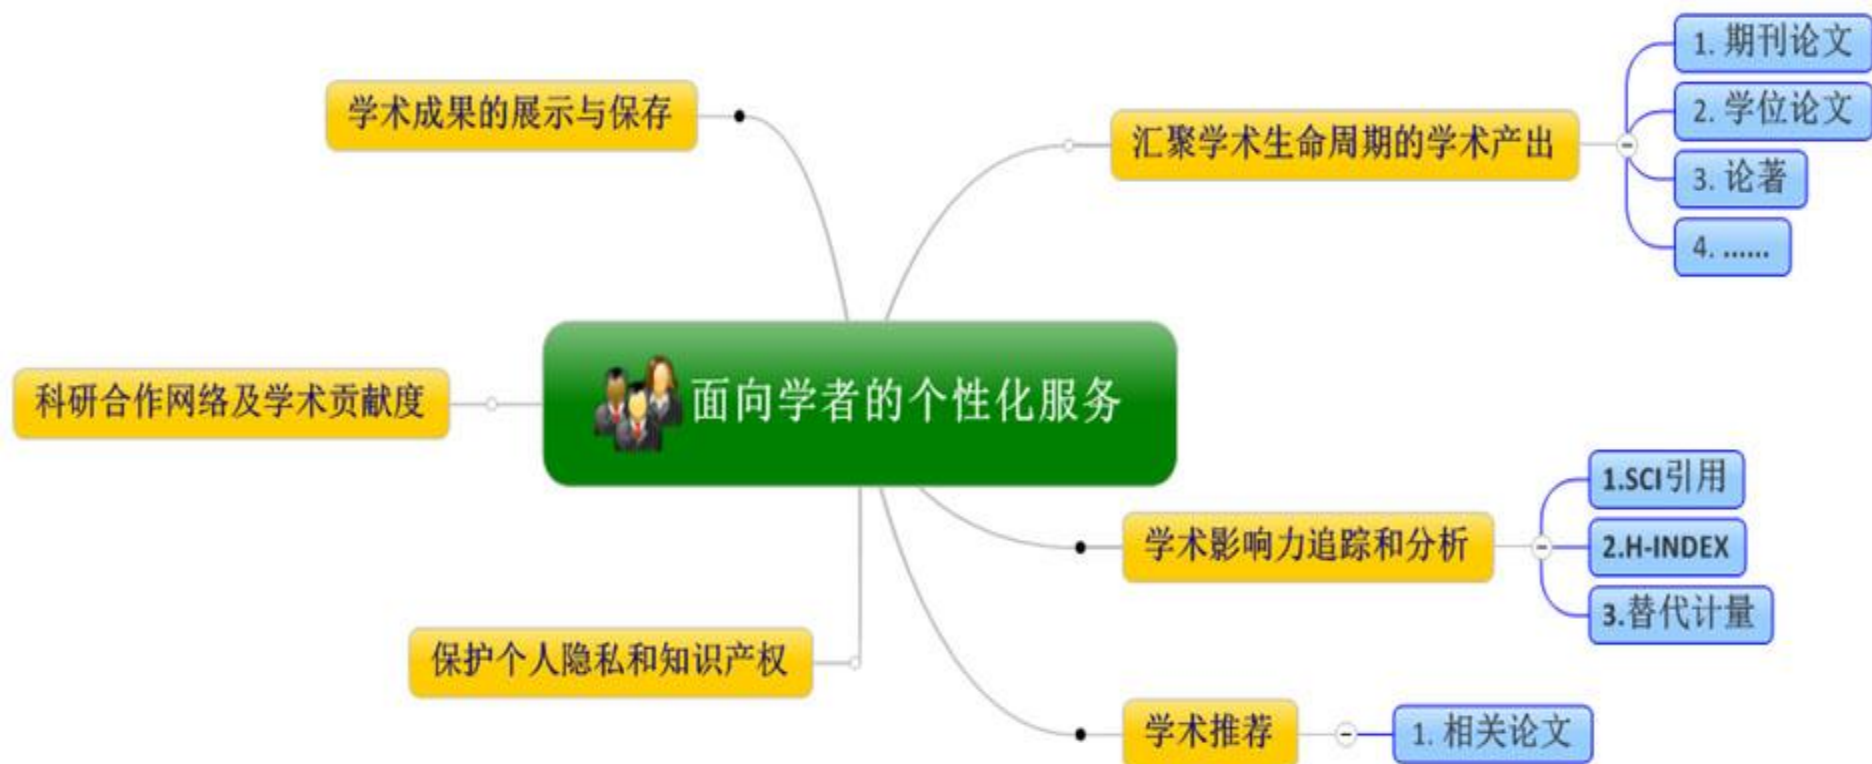 面向学者的个性化服务
汇聚学术生命周期的学术产出
1. 期刊论文
2. 学位论文
3. 论著
4. ......
学术影响力追踪和分析
1.SCI引用
2.H-INDEX
3.替代计量
学术推荐
1. 相关论文
保护个人隐私和知识产权
科研合作网络及学术贡献度
学术成果的展示与保存